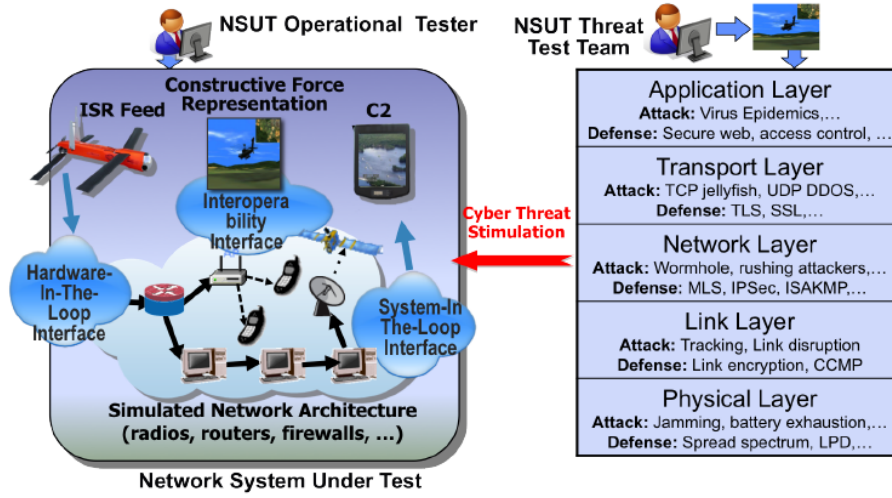 NSUT Operational Tester
NSUT Threat
Test Team
Constructive Force
Representation
ISR Feed
C2
Interopera
bility
Interface
Hardware-
In-The-
Loop
Interface
System-In
The-Loop
Interface
Simulated Network Architecture
(radios, routers, firewalls, ...)
Network System Under Test
Cyber Threat
Stimulation
Application Layer
Attack: Virus Epidemics,...
Defense: Secure web, access control, ...
Transport Layer
Attack: TCP jellyfish, UDP DDOS,...
Defense: TLS, SSL,...
Network Layer
Attack: Wormhole, rushing attackers,...
Defense: MLS, IPSec, ISAKMP,...
Link Layer
Attack: Tracking, Link disruption
Defense: Link encryption, CCMP
Physical Layer
Attack: Jamming, battery exhaustion,...
Defense: Spread spectrum, LPD,...